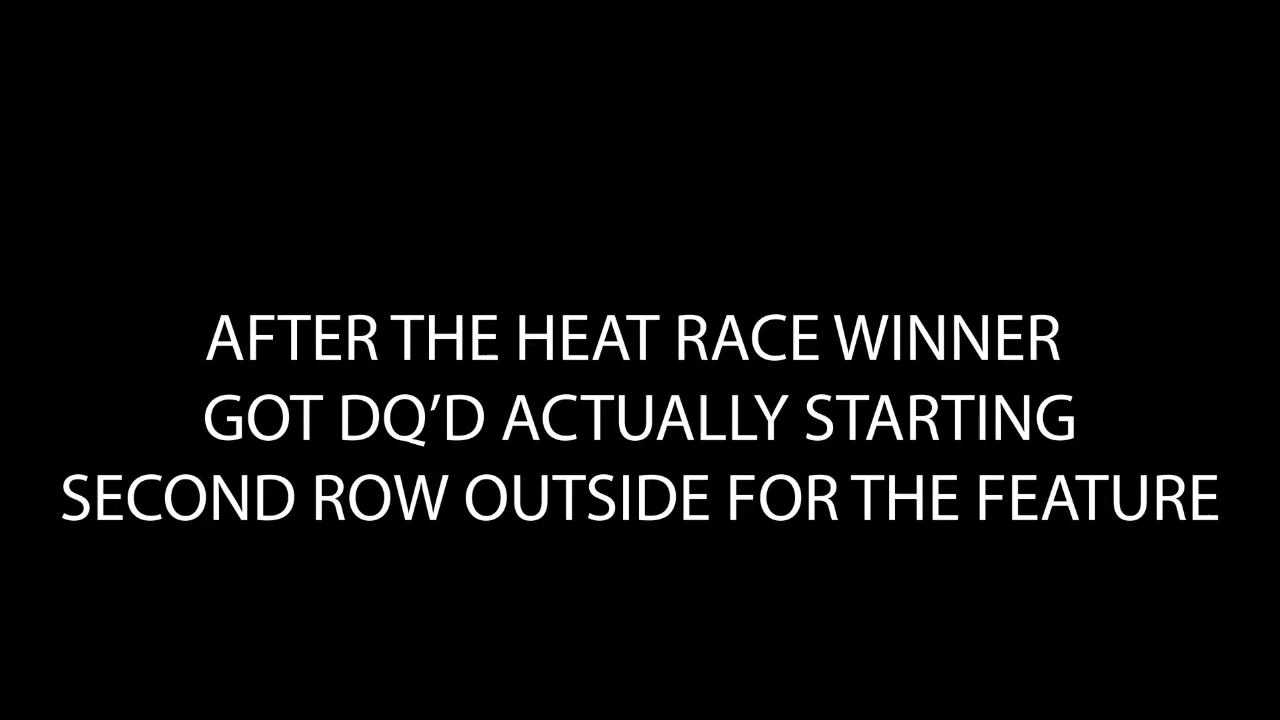 AFTER THE HEAT RACE WINNER
GOT DQ’D ACTUALLY STARTING
SECOND ROW OUTSIDE FOR THE FEATURE